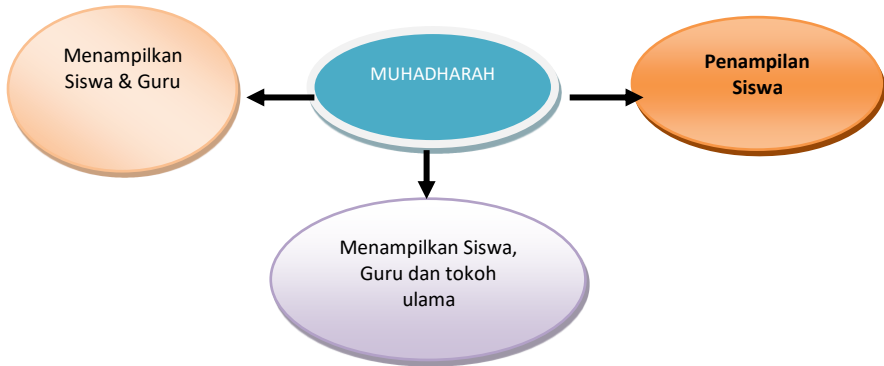 Menampilkan
Siswa & Guru
MUHADHARAH
Penampilan
Siswa
Menampilkan Siswa,
Guru dan tokoh
ulama